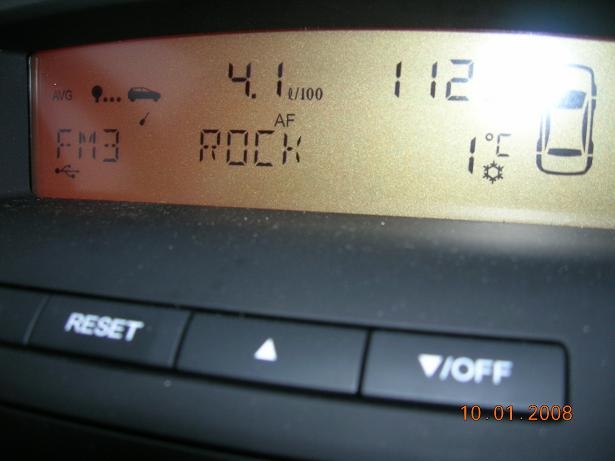 AVG 4.1 ℓ/100 112
AF
FM3 ROCK 1°C
RESET ▲ ▼/OFF
10.01.2008